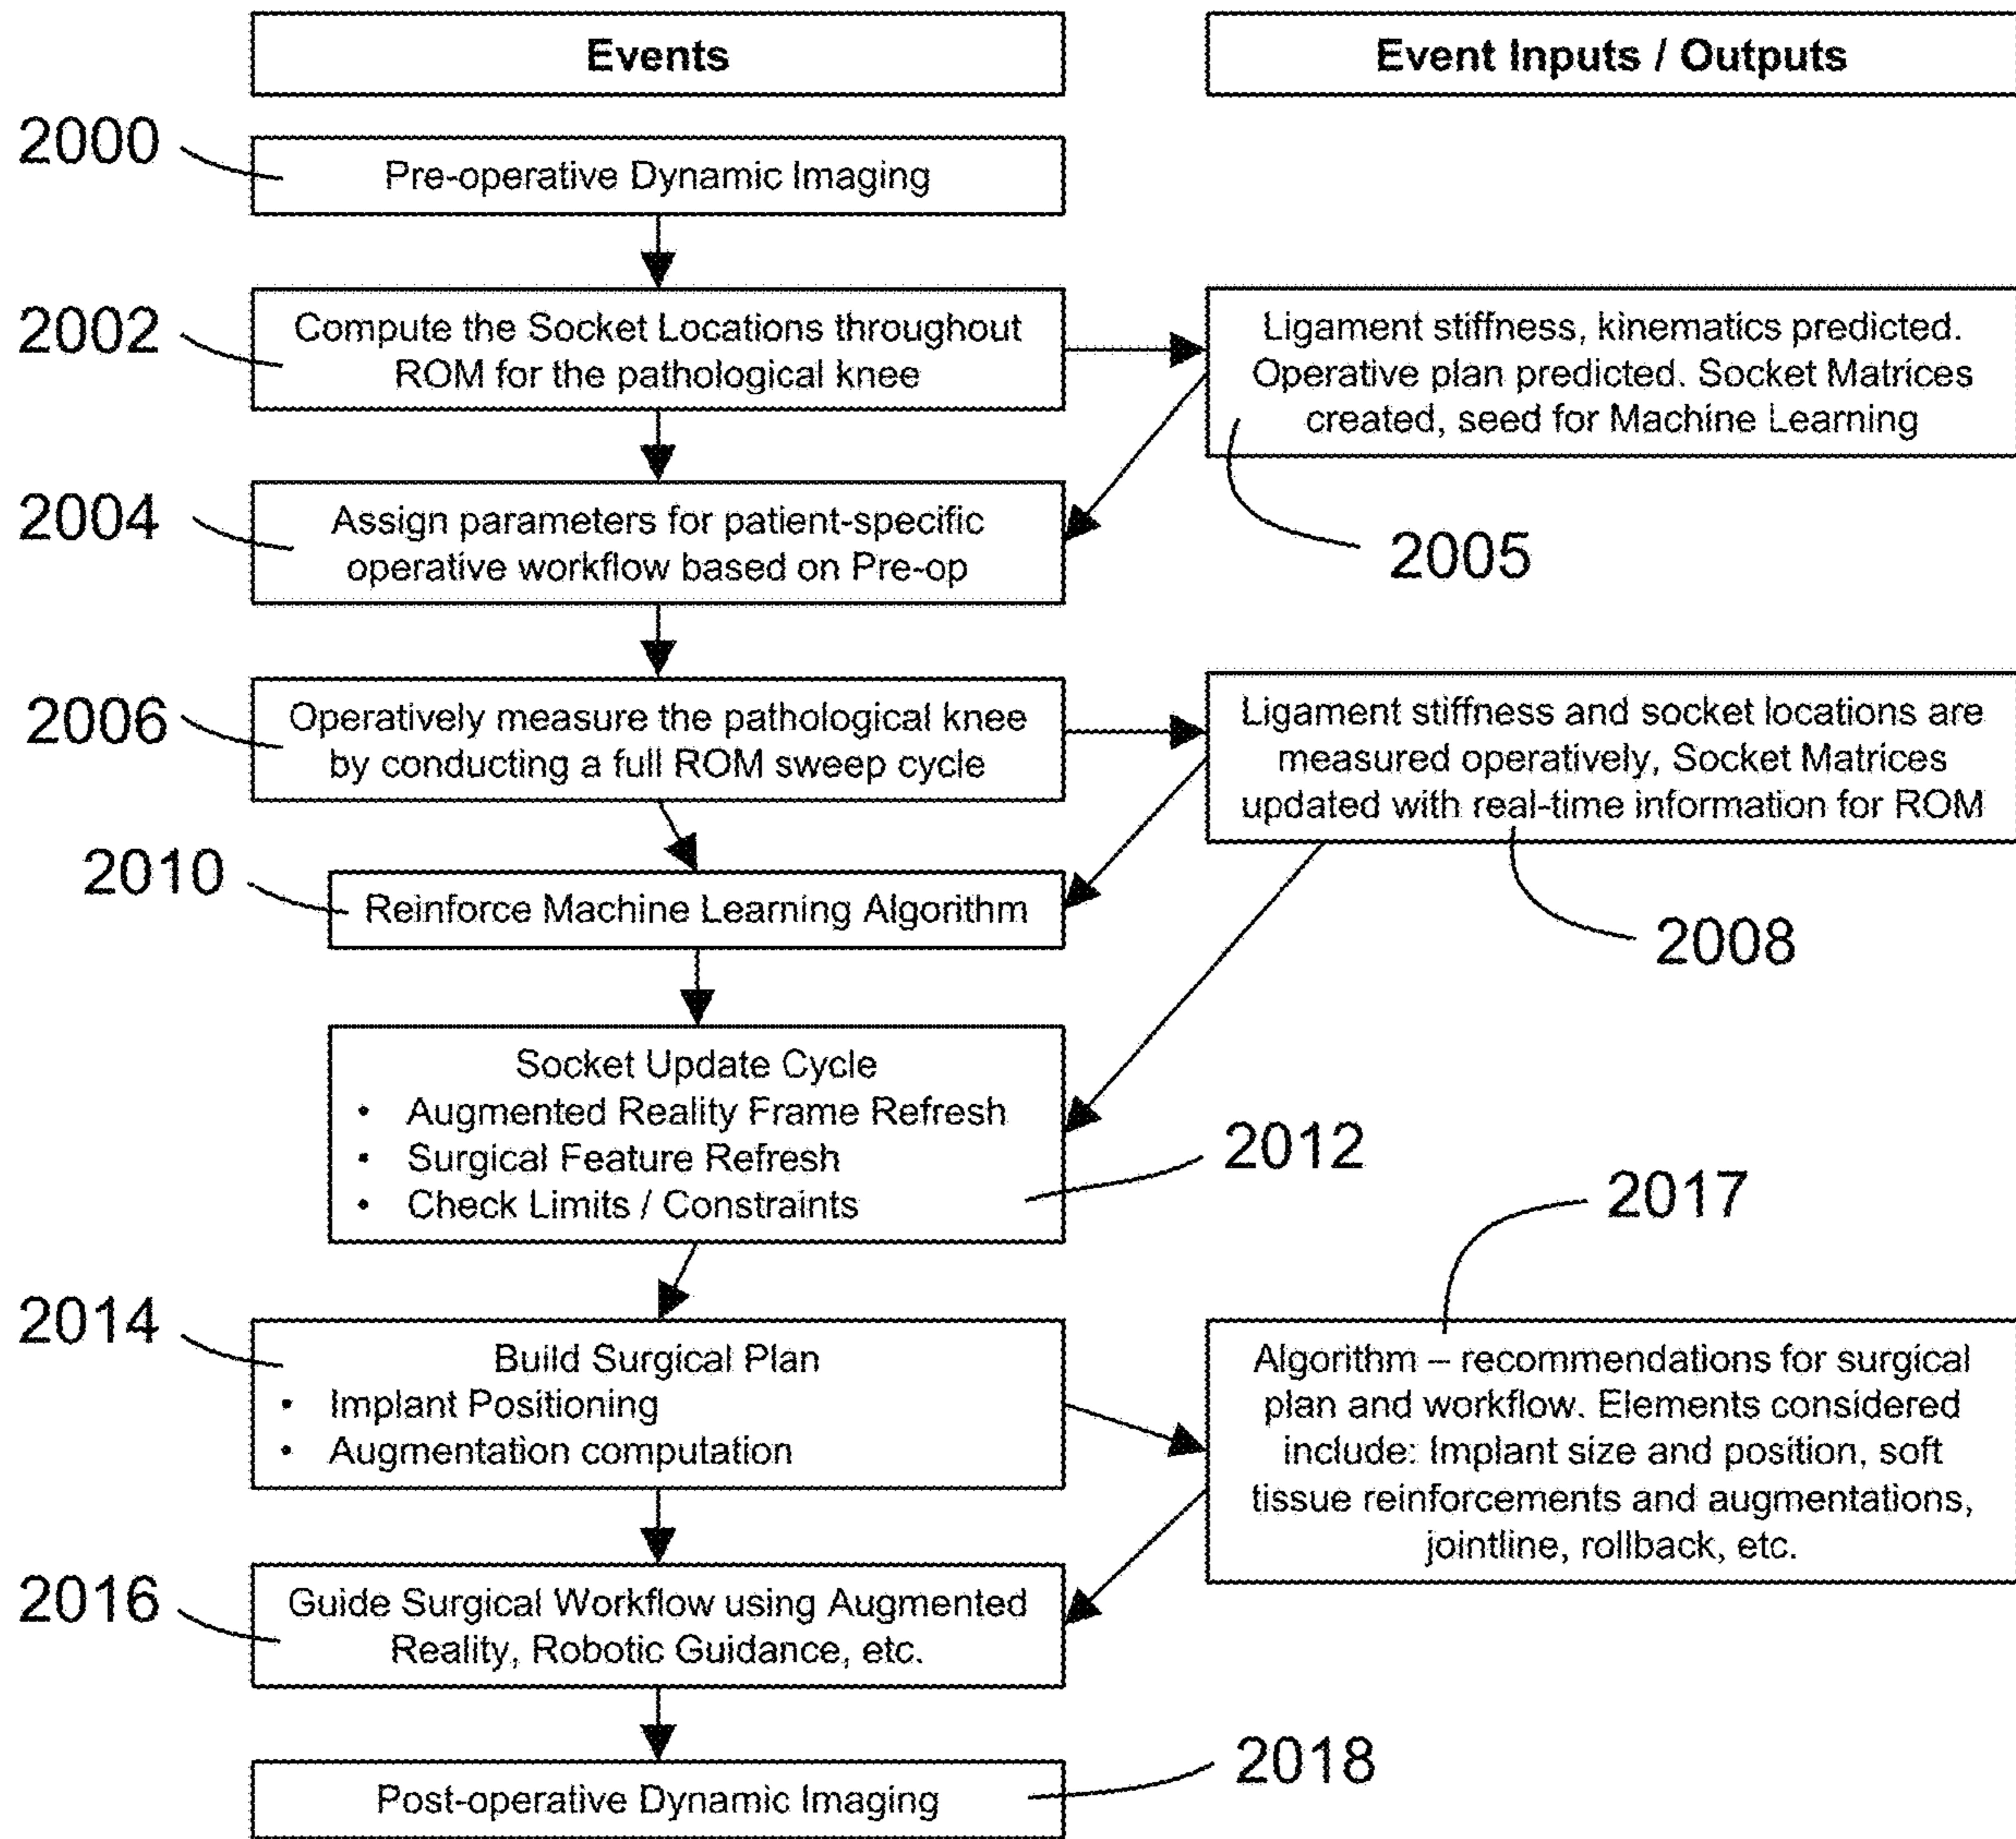 Events
Event Inputs / Outputs
2000
Pre-operative Dynamic Imaging
2002
Compute the Socket Locations throughout
ROM for the pathological knee
Ligament stiffness, kinematics predicted.
Operative plan predicted. Socket Matrices
created, seed for Machine Learning
2004
Assign parameters for patient-specific
operative workflow based on Pre-op
2005
2006
Operatively measure the pathological knee
by conducting a full ROM sweep cycle
Ligament stiffness and socket locations are
measured operatively, Socket Matrices
updated with real-time information for ROM
2010
Reinforce Machine Learning Algorithm
2008
Socket Update Cycle
• Augmented Reality Frame Refresh
• Surgical Feature Refresh
• Check Limits / Constraints
2012
2017
2014
Build Surgical Plan
• Implant Positioning
• Augmentation computation
Algorithm – recommendations for surgical
plan and workflow. Elements considered
include: Implant size and position, soft
tissue reinforcements and augmentations,
jointline, rollback, etc.
2016
Guide Surgical Workflow using Augmented
Reality, Robotic Guidance, etc.
2018
Post-operative Dynamic Imaging